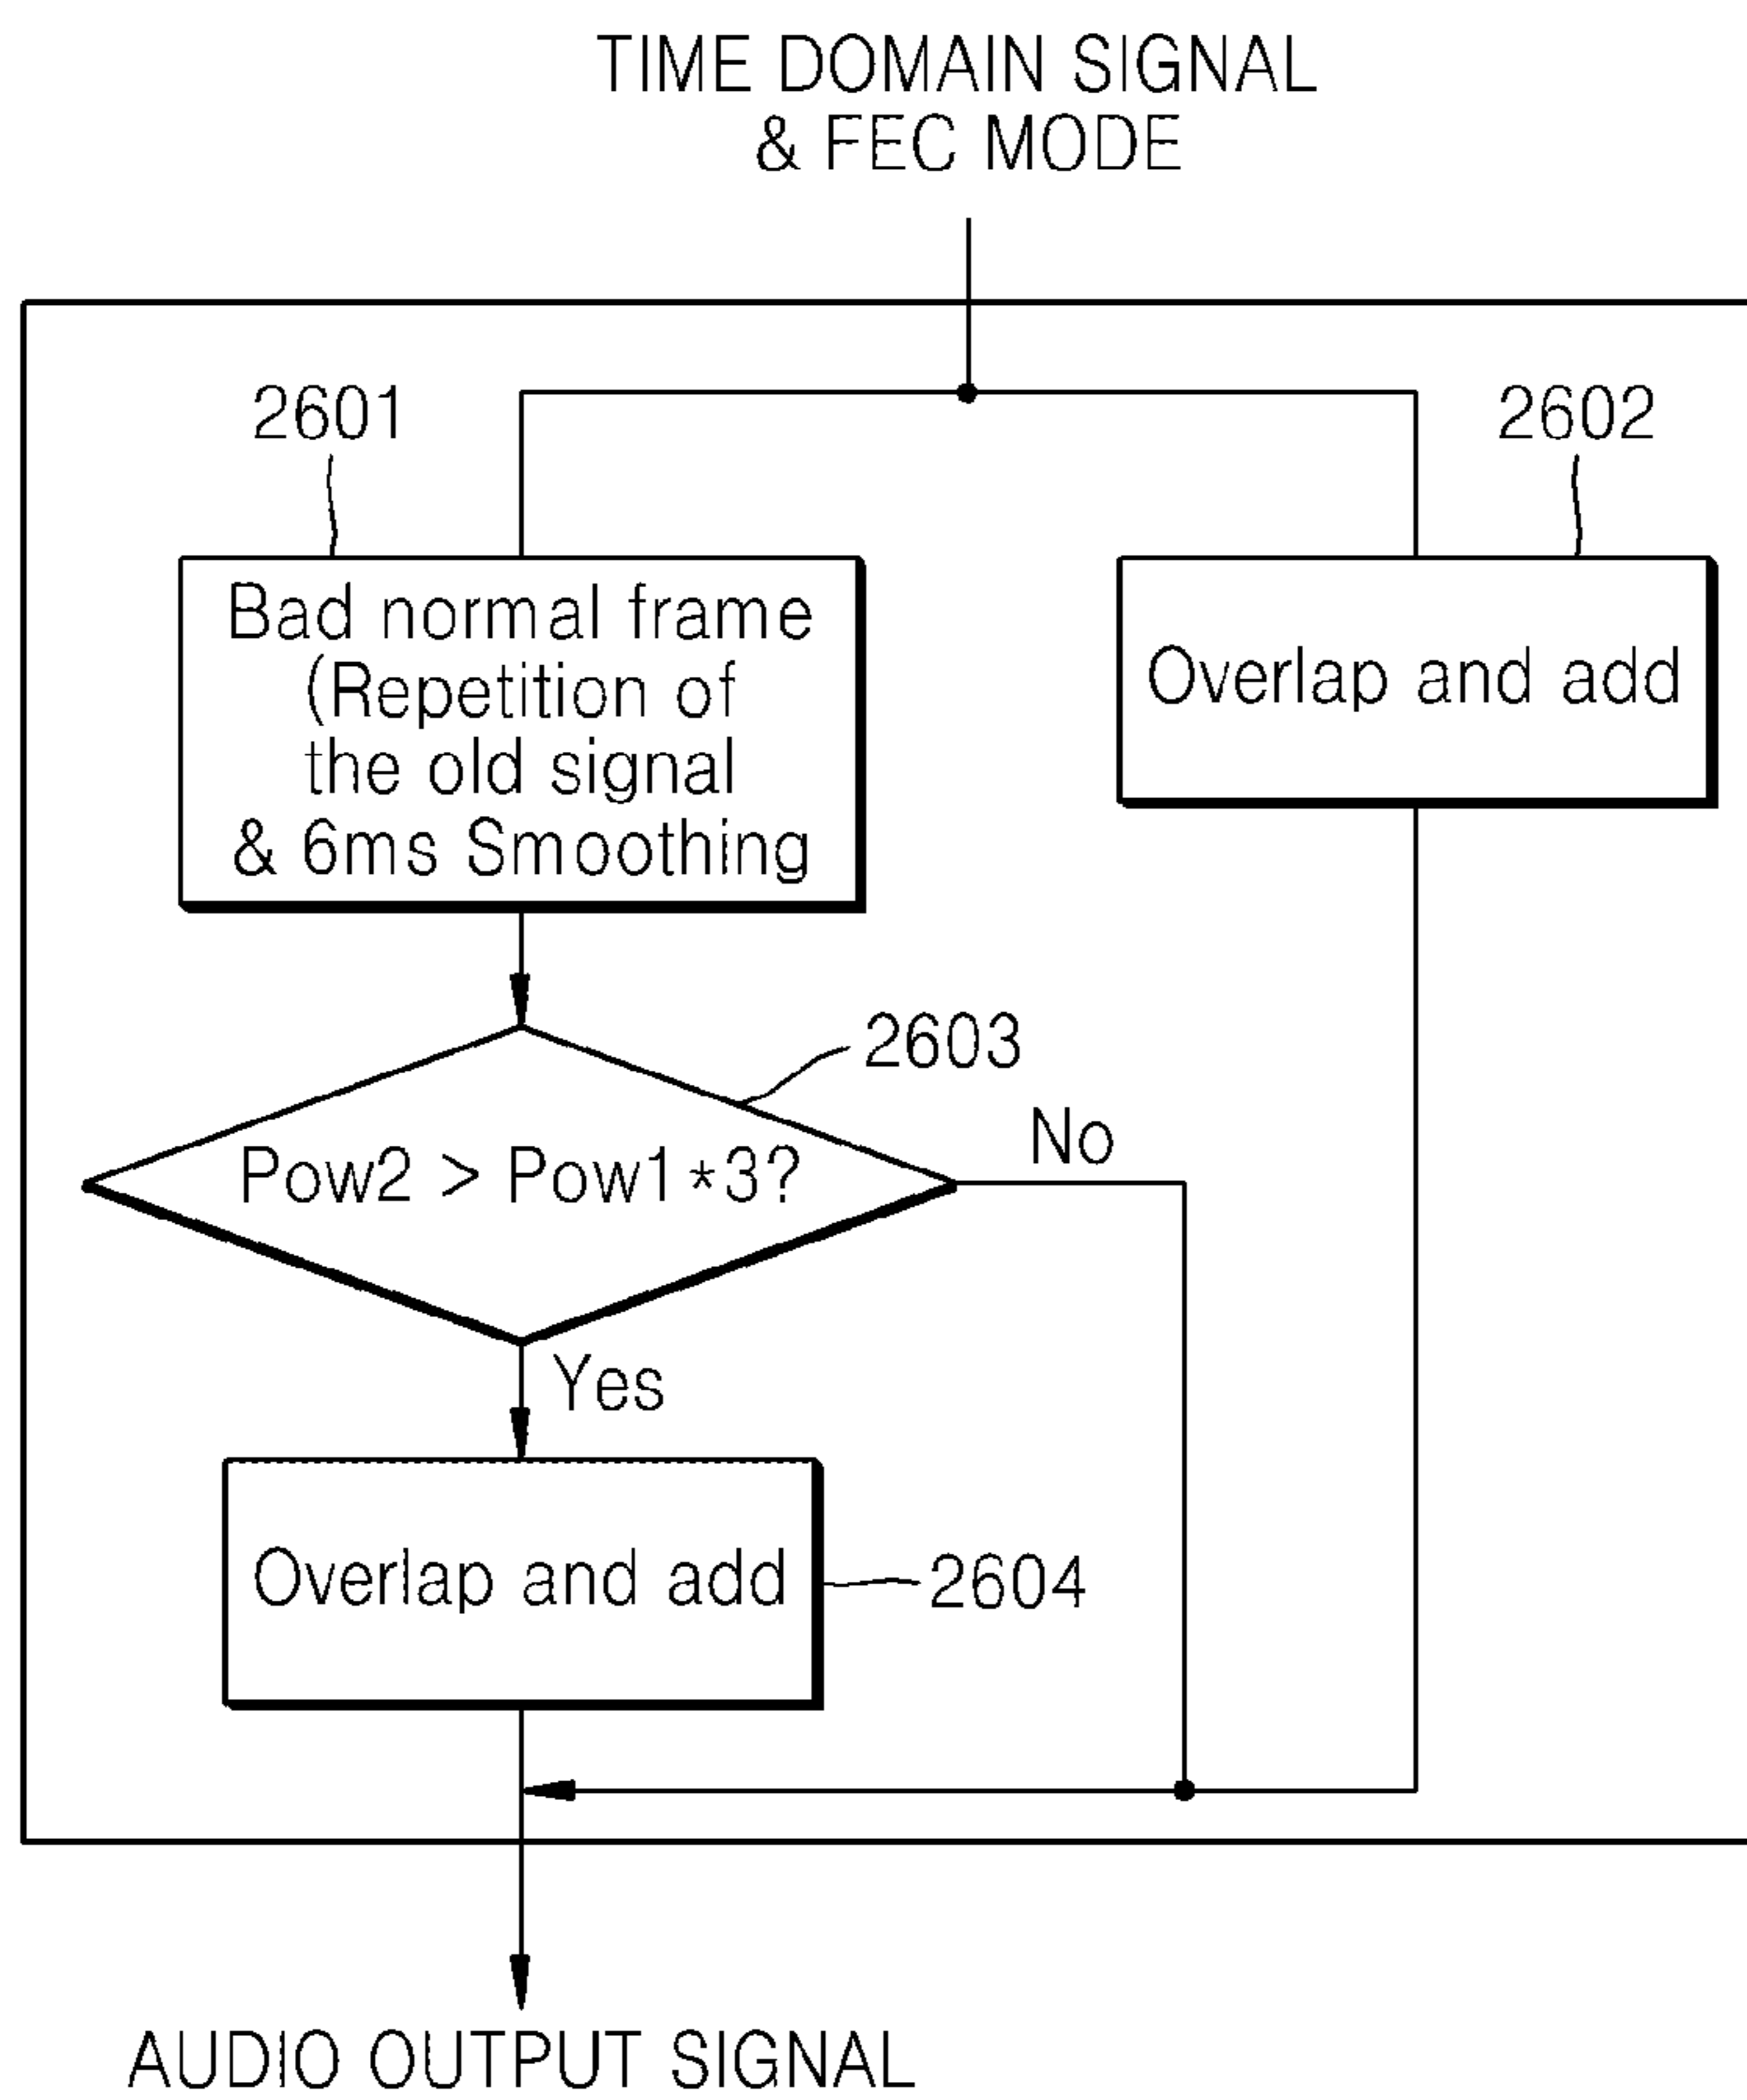 TIME DOMAIN SIGNAL
& FEC MODE
2601
2602
Bad normal frame
(Repetition of
the old signal
& 6ms Smoothing
Overlap and add
2603
Pow2 > Pow1*3?
No
Yes
Overlap and add
2604
AUDIO OUTPUT SIGNAL